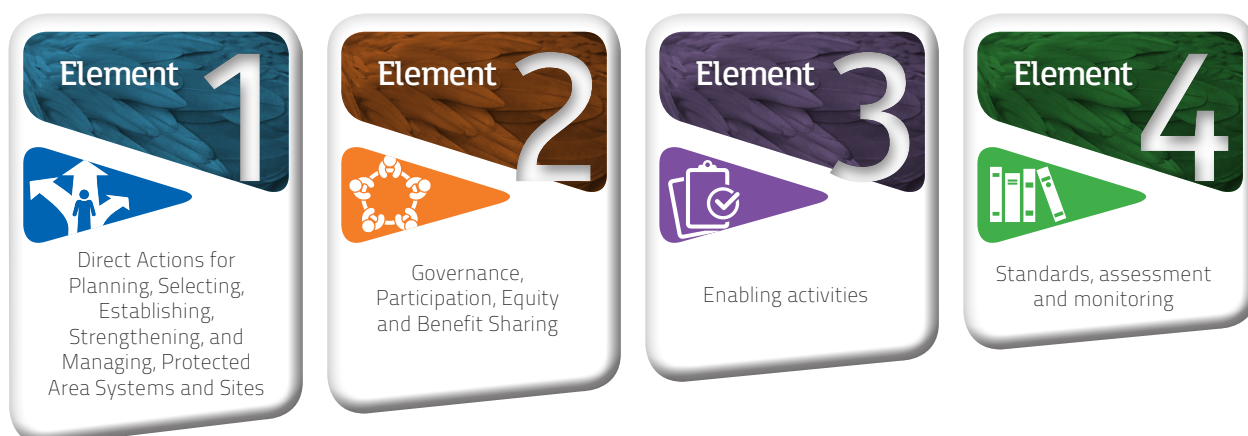 Element 1
Direct Actions for
Planning, Selecting,
Establishing,
Strengthening, and
Managing, Protected
Area Systems and Sites
Element 2
Governance,
Participation, Equity
and Benefit Sharing
Element 3
Enabling activities
Element 4
Standards, assessment
and monitoring